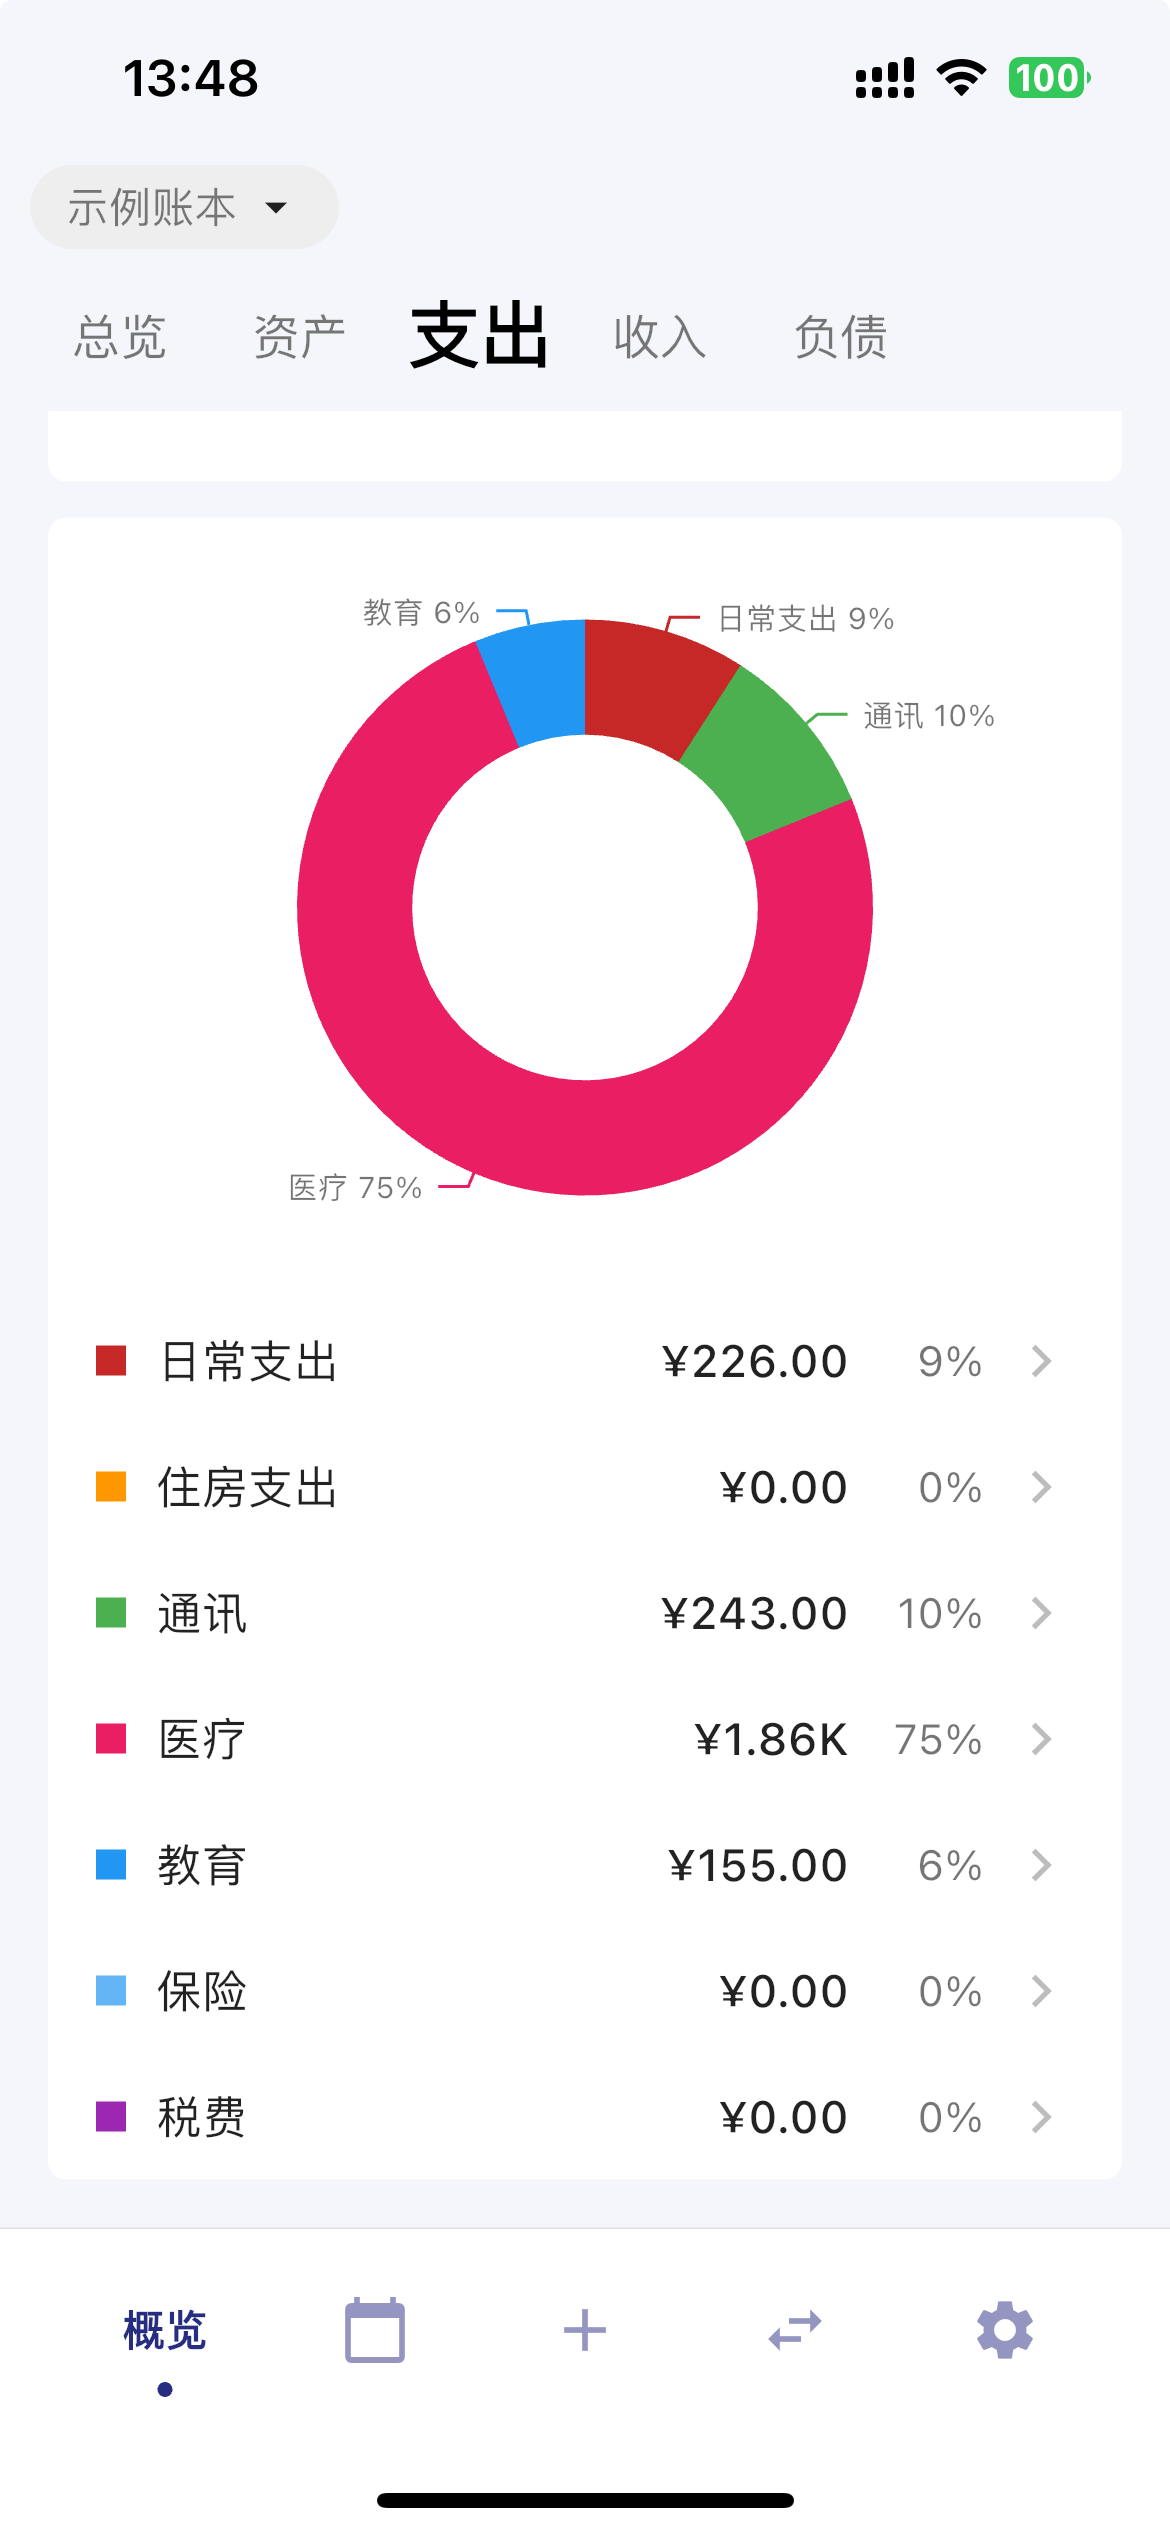 13:48
100
示例账本
总览 资产 支出 收入 负债
教育 6%
日常支出 9%
通讯 10%
医疗 75%
日常支出 ¥226.00 9%
住房支出 ¥0.00 0%
通讯 ¥243.00 10%
医疗 ¥1.86K 75%
教育 ¥155.00 6%
保险 ¥0.00 0%
税费 ¥0.00 0%
概览